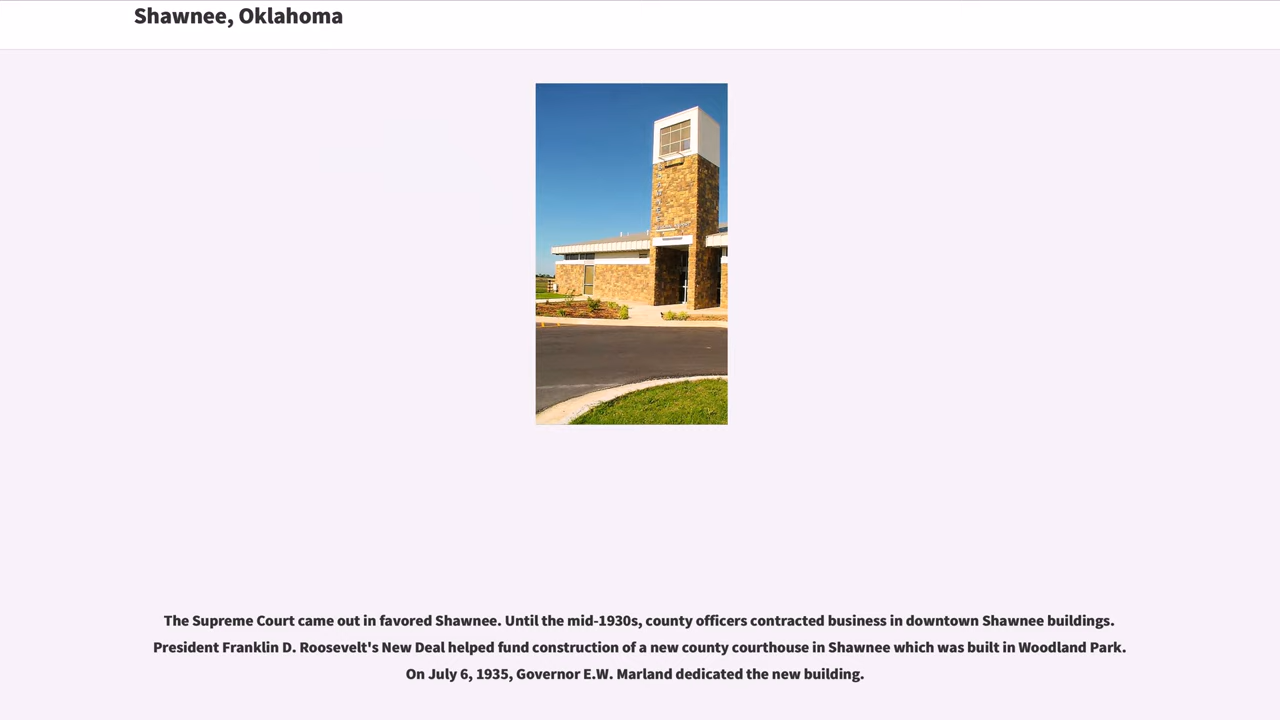 Shawnee, Oklahoma
The Supreme Court came out in favored Shawnee. Until the mid-1930s, county officers contracted business in downtown Shawnee buildings.
President Franklin D. Roosevelt's New Deal helped fund construction of a new county courthouse in Shawnee which was built in Woodland Park.
On July 6, 1935, Governor E.W. Marland dedicated the new building.